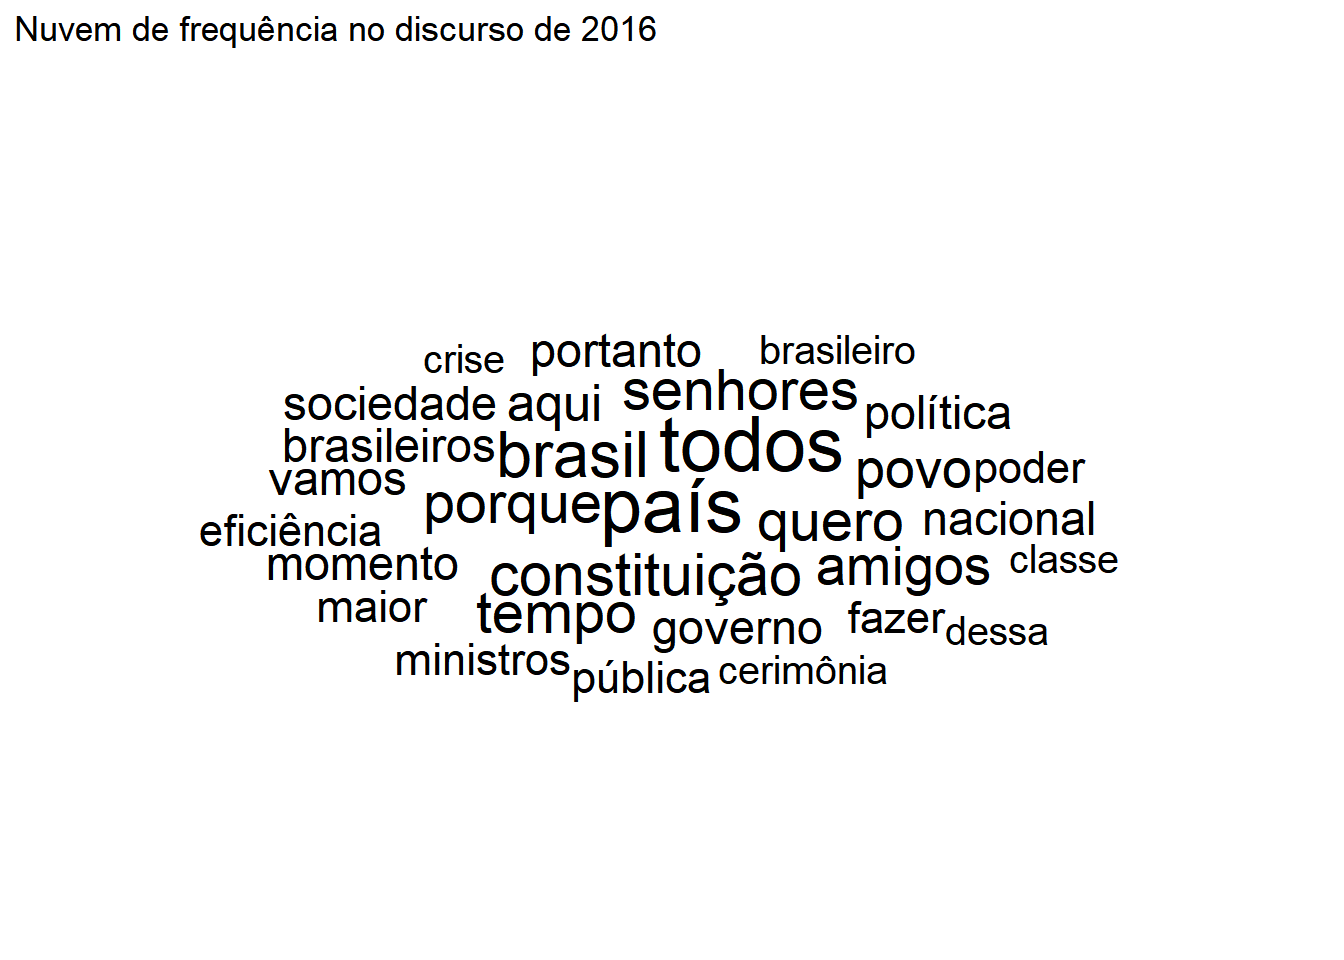 Nuvem de frequência no discurso de 2016
crise portanto brasileiro
sociedade aqui senhores política
brasileiros brasil todos povo poder
vamos porque país quero nacional
eficiência momento constituição amigos classe
maior tempo governo fazer dessa
ministros pública cerimônia